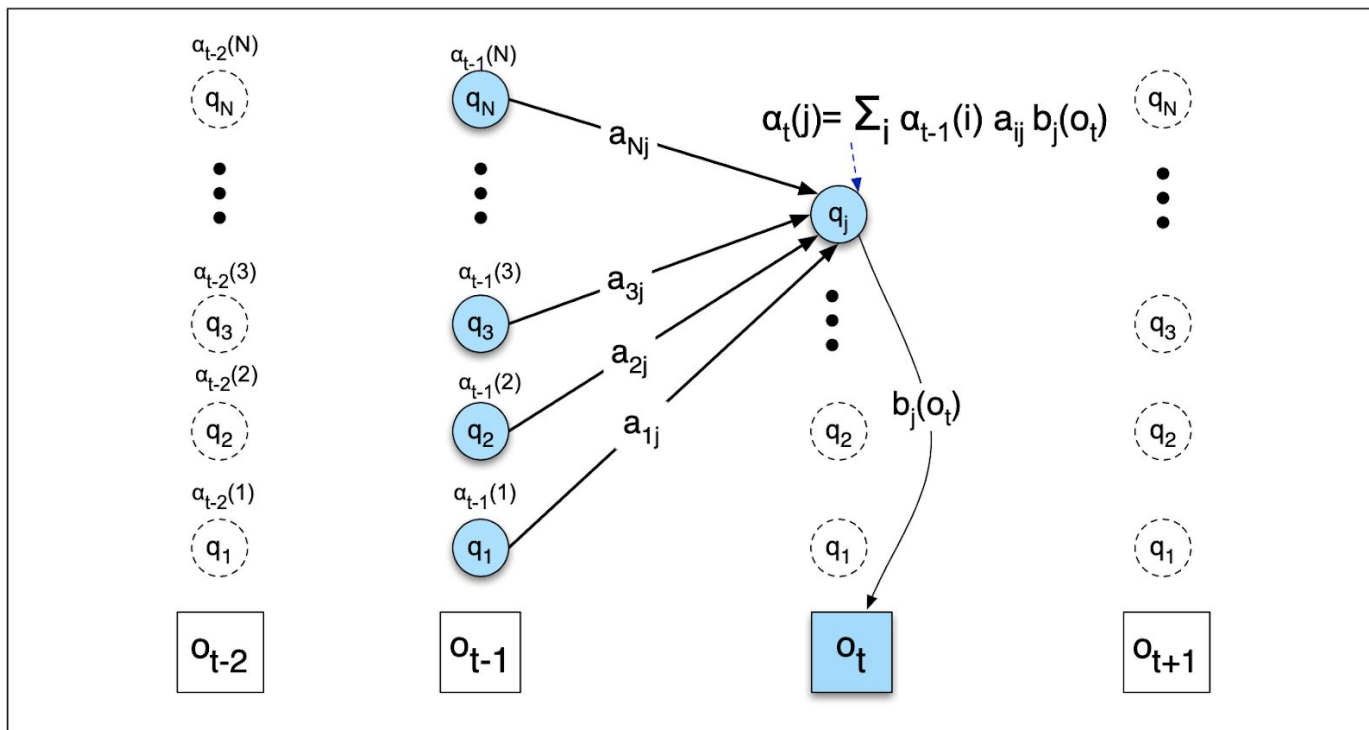 αt-2(N) αt-1(N)
qN qN αt(j)= Σi αt-1(i) aij bj(ot) qN
aNj
qj
αt-2(3) αt-1(3)
a3j
q3 q3 q3
a2j
αt-2(2) αt-1(2)
bj(ot)
a1j
q2 q2 q2 q2
αt-2(1) αt-1(1)
q1 q1 q1 q1
ot-2 ot-1 ot ot+1